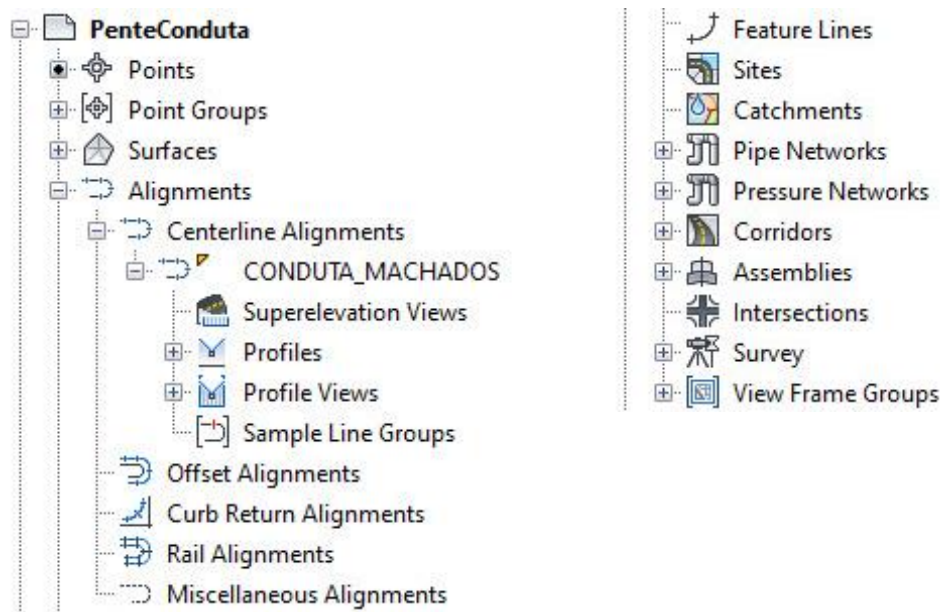 PenteConduta
Points
Point Groups
Surfaces
Alignments
Centerline Alignments
CONDUTA_MACHADOS
Superelevation Views
Profiles
Profile Views
Sample Line Groups
Offset Alignments
Curb Return Alignments
Rail Alignments
Miscellaneous Alignments
Feature Lines
Sites
Catchments
Pipe Networks
Pressure Networks
Corridors
Assemblies
Intersections
Survey
View Frame Groups